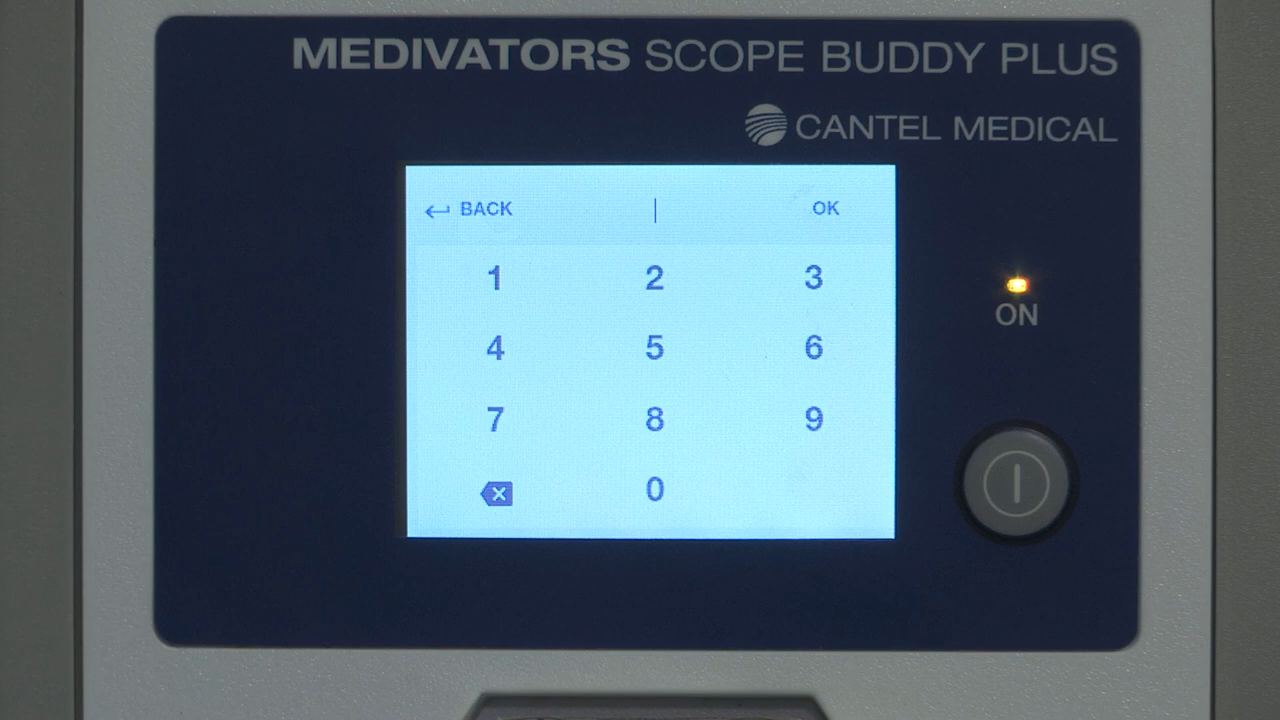 MEDIVATORS SCOPE BUDDY PLUS
CANTEL MEDICAL
BACK OK
1 2 3
4 5 6
7 8 9
0
ON